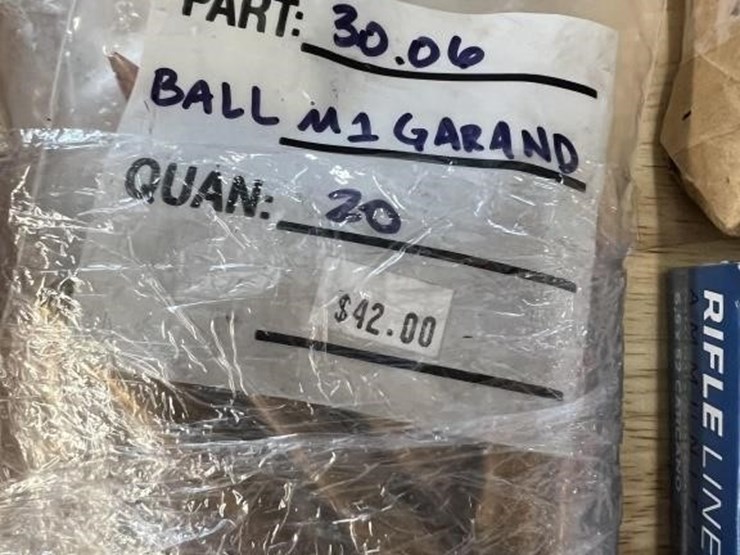 PART: 30.06
BALL M1 GARAND
QUAN: 20
$42.00
RIFLE LINE